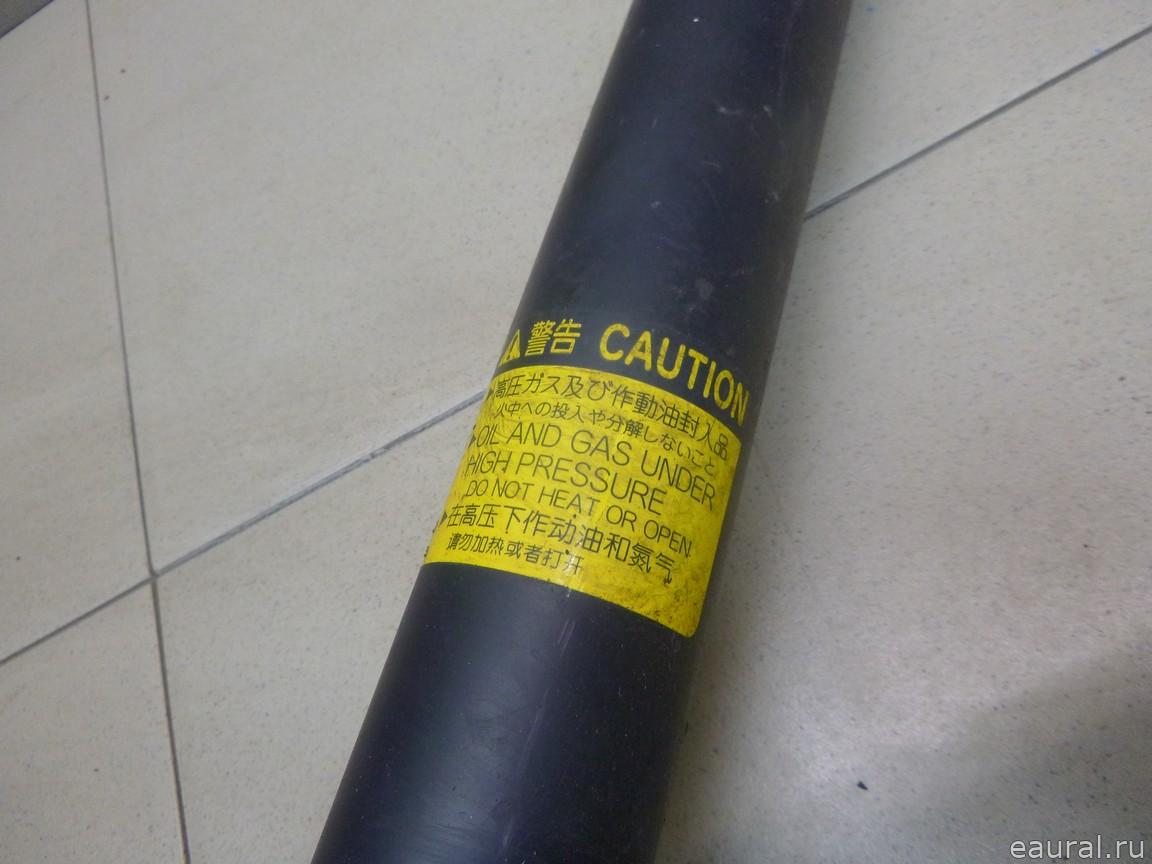 警告 CAUTION
高圧ガス及び作動油封入品
火中への投入や分解しないこと
OIL AND GAS UNDER
HIGH PRESSURE
DO NOT HEAT OR OPEN
在高压下作动油和氮气
请勿加热或者打开
eaural.ru